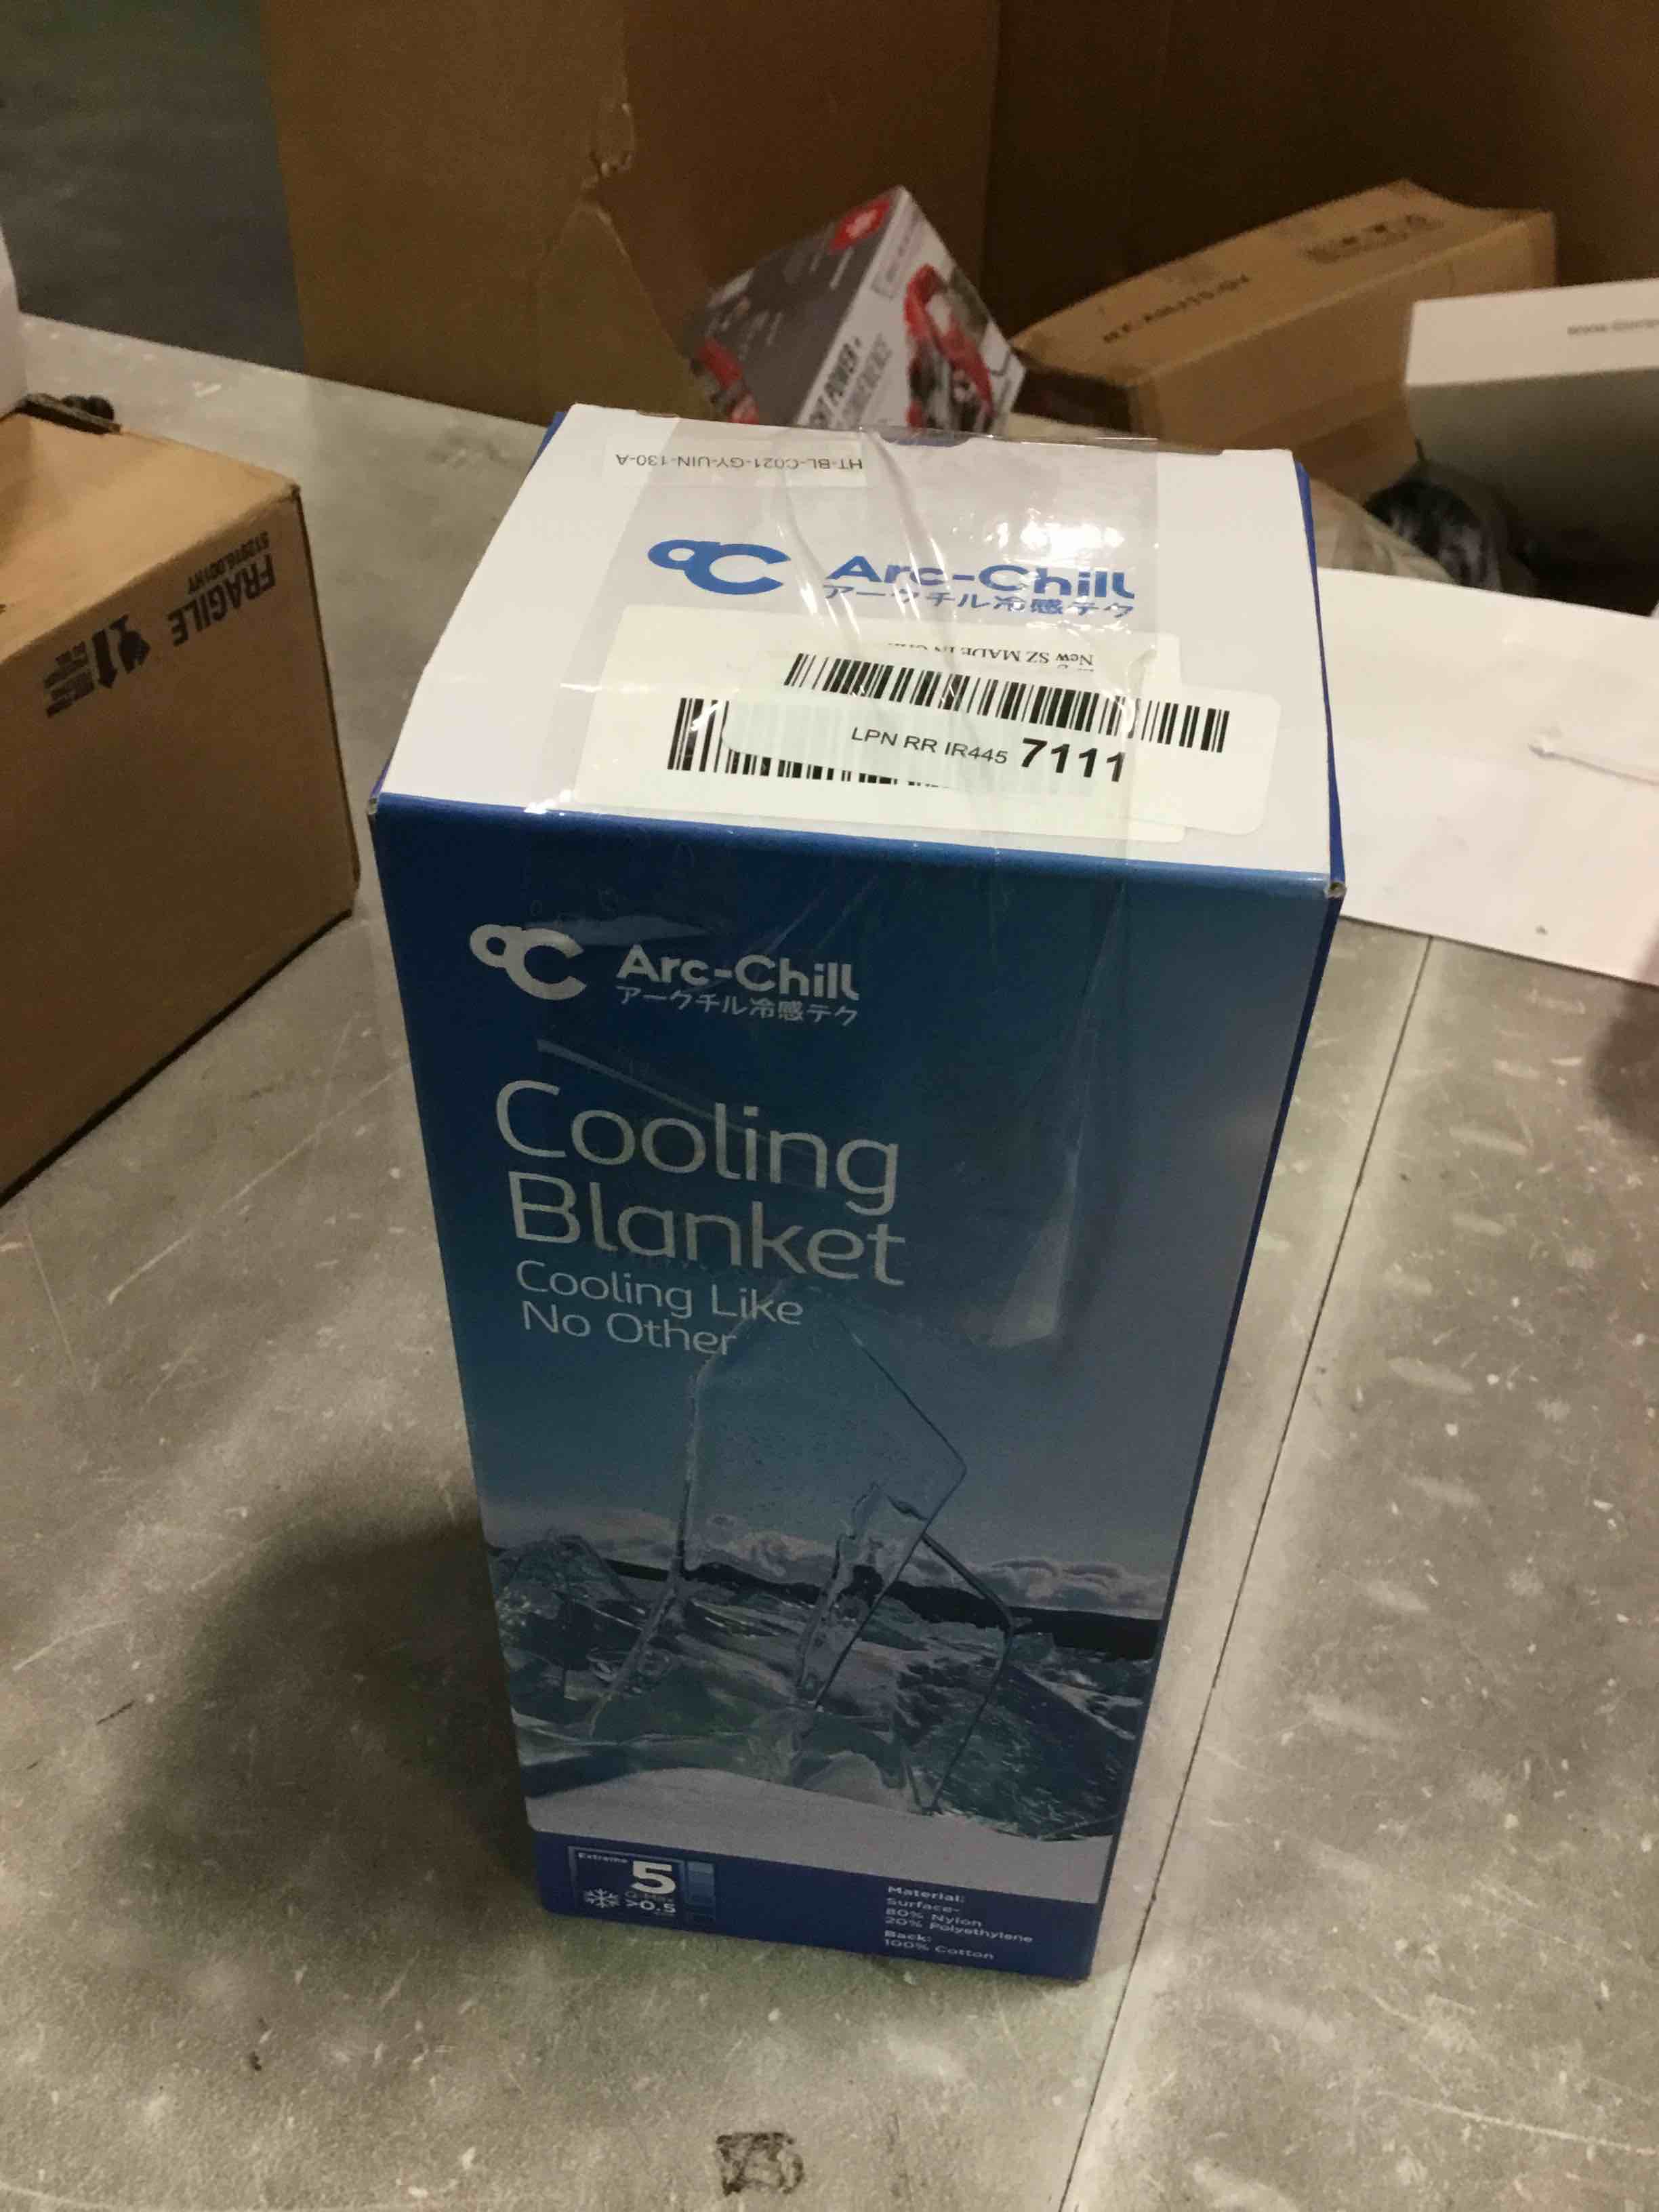 HT-BL-C021-GY-UIN-130-A
Arc-Chill
アークチル冷感テク
New SZ MADE IN
LPN RR IR445 7111
Arc-Chill
アークチル冷感テク
Cooling
Blanket
Cooling Like
No Other
Extreme
5
Q-Max
>0.5
Material:
Surface-
80% Nylon
20% Polyethylene
Back:
100% Cotton
FRAGILE
POWER +